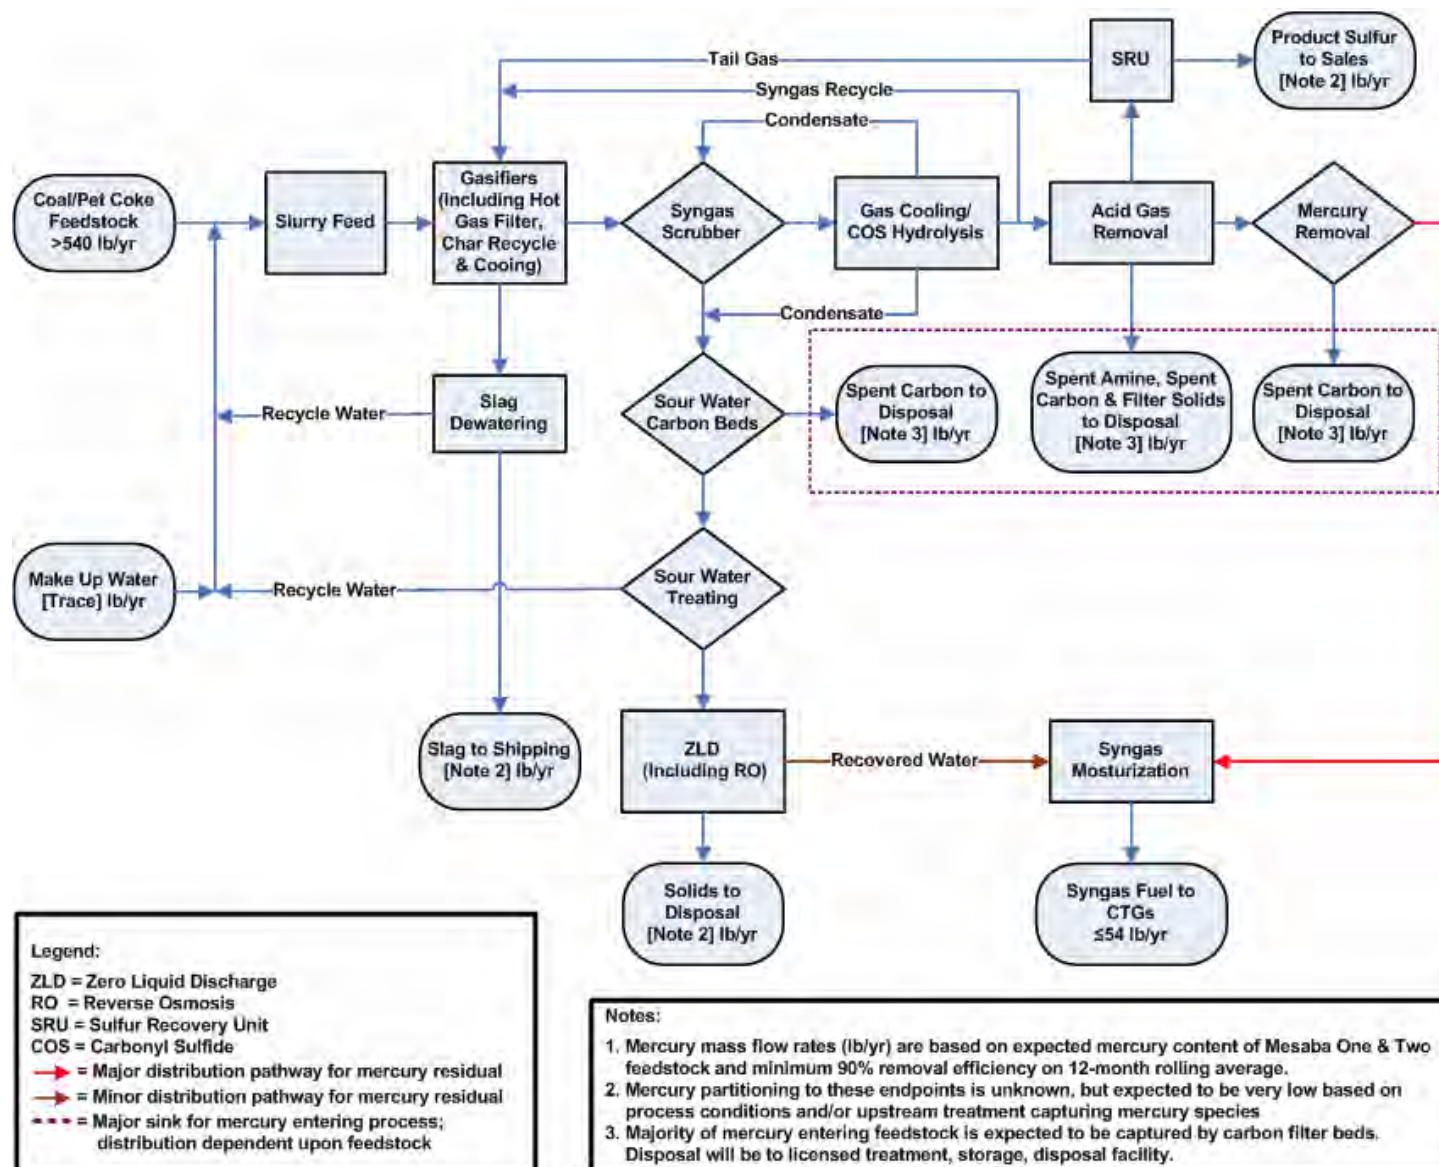 Tail Gas
SRU
Product Sulfur
to Sales
[Note 2] lb/yr
Syngas Recycle
Condensate
Coal/Pet Coke
Feedstock
>540 lb/yr
Slurry Feed
Gasifiers
(Including Hot
Gas Filter,
Char Recycle
& Cooing)
Syngas
Scrubber
Gas Cooling/
COS Hydrolysis
Acid Gas
Removal
Mercury
Removal
Condensate
Recycle Water
Slag
Dewatering
Sour Water
Carbon Beds
Spent Carbon to
Disposal
[Note 3] lb/yr
Spent Amine, Spent
Carbon & Filter Solids
to Disposal
[Note 3] lb/yr
Spent Carbon to
Disposal
[Note 3] lb/yr
Make Up Water
[Trace] lb/yr
Recycle Water
Sour Water
Treating
Slag to Shipping
[Note 2] lb/yr
ZLD
(Including RO)
Recovered Water
Syngas
Mosturization
Solids to
Disposal
[Note 2] lb/yr
Syngas Fuel to
CTGs
≤54 lb/yr
Legend:
ZLD = Zero Liquid Discharge
RO = Reverse Osmosis
SRU = Sulfur Recovery Unit
COS = Carbonyl Sulfide
= Major distribution pathway for mercury residual
= Minor distribution pathway for mercury residual
= Major sink for mercury entering process;
distribution dependent upon feedstock
Notes:
1. Mercury mass flow rates (lb/yr) are based on expected mercury content of Mesaba One & Two
feedstock and minimum 90% removal efficiency on 12-month rolling average.
2. Mercury partitioning to these endpoints is unknown, but expected to be very low based on
process conditions and/or upstream treatment capturing mercury species
3. Majority of mercury entering feedstock is expected to be captured by carbon filter beds.
Disposal will be to licensed treatment, storage, disposal facility.